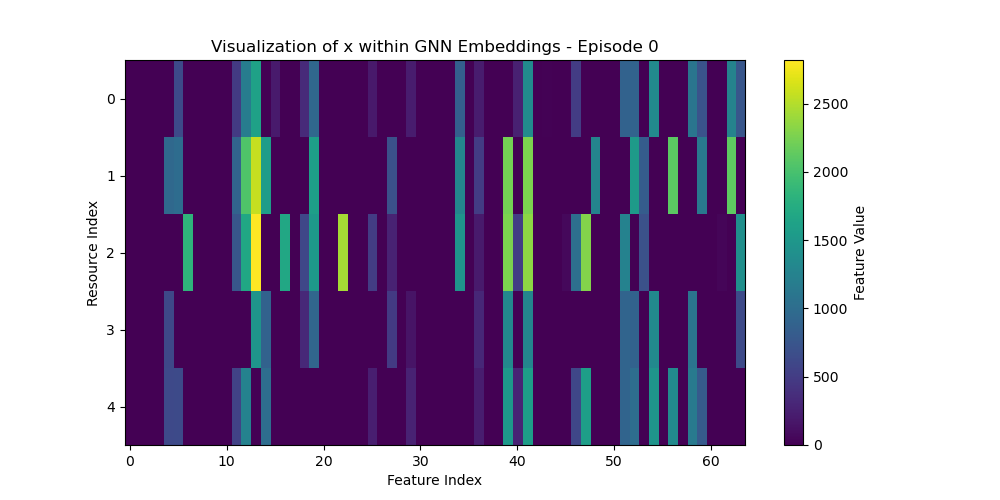 Visualization of x within GNN Embeddings - Episode 0
Resource Index
0
1
2
3
4
0 10 20 30 40 50 60
Feature Index
2500
2000
1500
1000
500
0
Feature Value